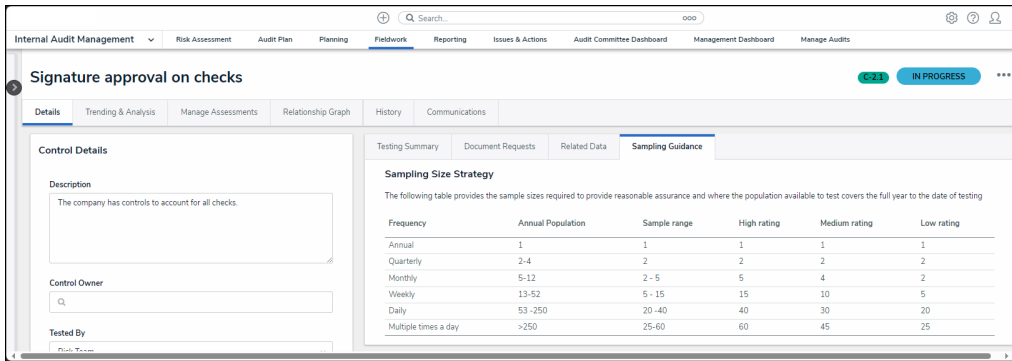 Search...
ooo
Internal Audit Management
Risk Assessment Audit Plan Planning Fieldwork Reporting Issues & Actions Audit Committee Dashboard Management Dashboard Manage Audits
Signature approval on checks
C-2.1 IN PROGRESS
Details Trending & Analysis Manage Assessments Relationship Graph History Communications
Control Details
Description
The company has controls to account for all checks.
Control Owner
Tested By
Risk Team
Testing Summary Document Requests Related Data Sampling Guidance
Sampling Size Strategy
The following table provides the sample sizes required to provide reasonable assurance and where the population available to test covers the full year to the date of testing
Frequency Annual Population Sample range High rating Medium rating Low rating
Annual 1 1 1 1 1
Quarterly 2-4 2 2 2 2
Monthly 5-12 2 - 5 5 4 2
Weekly 13-52 5 - 15 15 10 5
Daily 53 -250 20 -40 40 30 20
Multiple times a day >250 25-60 60 45 25